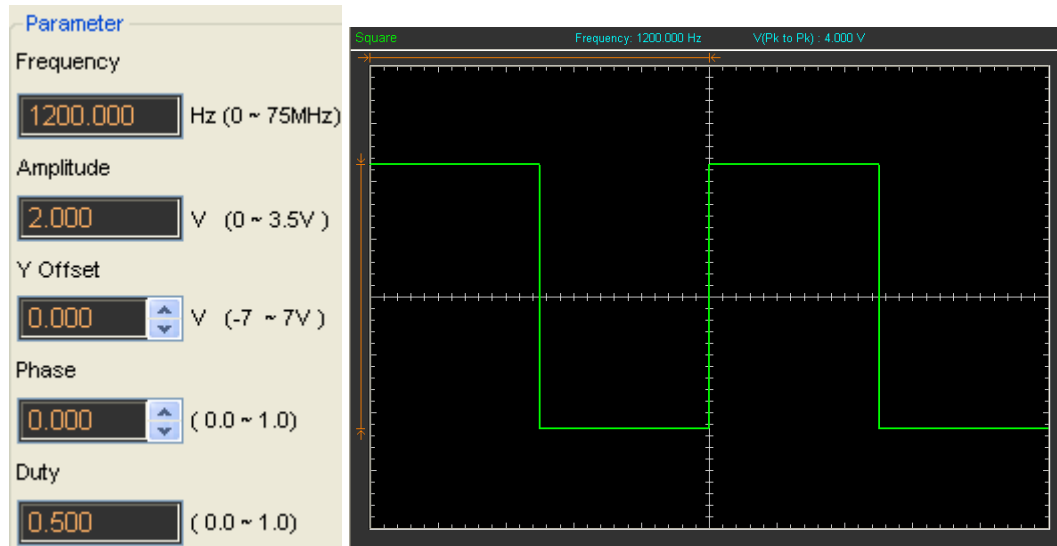 Parameter
Frequency
1200.000 Hz (0 ~ 75MHz)
Amplitude
2.000 V (0 ~ 3.5V )
Y Offset
0.000 V (-7 ~ 7V )
Phase
0.000 ( 0.0 ~ 1.0)
Duty
0.500 ( 0.0 ~ 1.0)
Square Frequency: 1200.000 Hz V(Pk to Pk) : 4.000 V